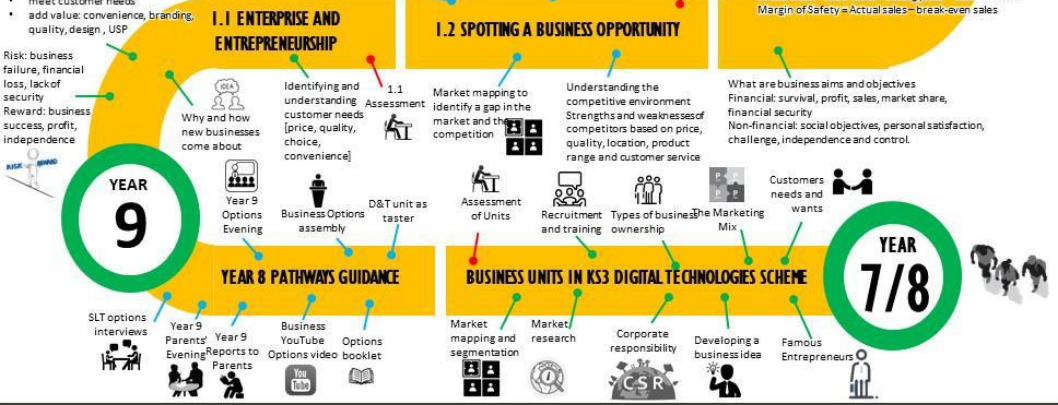 meet customer needs
• add value: convenience, branding,
quality, design , USP
Margin of Safety = Actual sales – break-even sales
1.1 ENTERPRISE AND
ENTREPRENEURSHIP
1.2 SPOTTING A BUSINESS OPPORTUNITY
Risk: business
failure, financial
loss, lack of
security
Reward: business
success, profit,
independence
RISK REWARD
IDEA
Why and how
new businesses
come about
Identifying and
understanding
customer needs
[price, quality,
choice,
convenience]
1.1
Assessment
Market mapping to
identify a gap in the
market and the
competition
Understanding the
competitive environment
Strengths and weaknesses of
competitors based on price,
quality, location, product
range and customer service
What are business aims and objectives
Financial: survival, profit, sales, market share,
financial security
Non-financial: social objectives, personal satisfaction,
challenge, independence and control.
YEAR
9
Year 9
Options
Evening
Business Options
assembly
D&T unit as
taster
Assessment
of Units
Recruitment
and training
Types of business
ownership
P P
P P
The Marketing
Mix
Customers
needs and
wants
YEAR
7/8
YEAR 8 PATHWAYS GUIDANCE
BUSINESS UNITS IN KS3 DIGITAL TECHNOLOGIES SCHEME
SLT options
interviews
Year 9
Parents'
Evening
Year 9
Reports to
Parents
Business
YouTube
Options video
You
Tube
Options
booklet
Market
mapping and
segmentation
Market
research
Corporate
responsibility
CSR
Developing a
business idea
Famous
Entrepreneurs